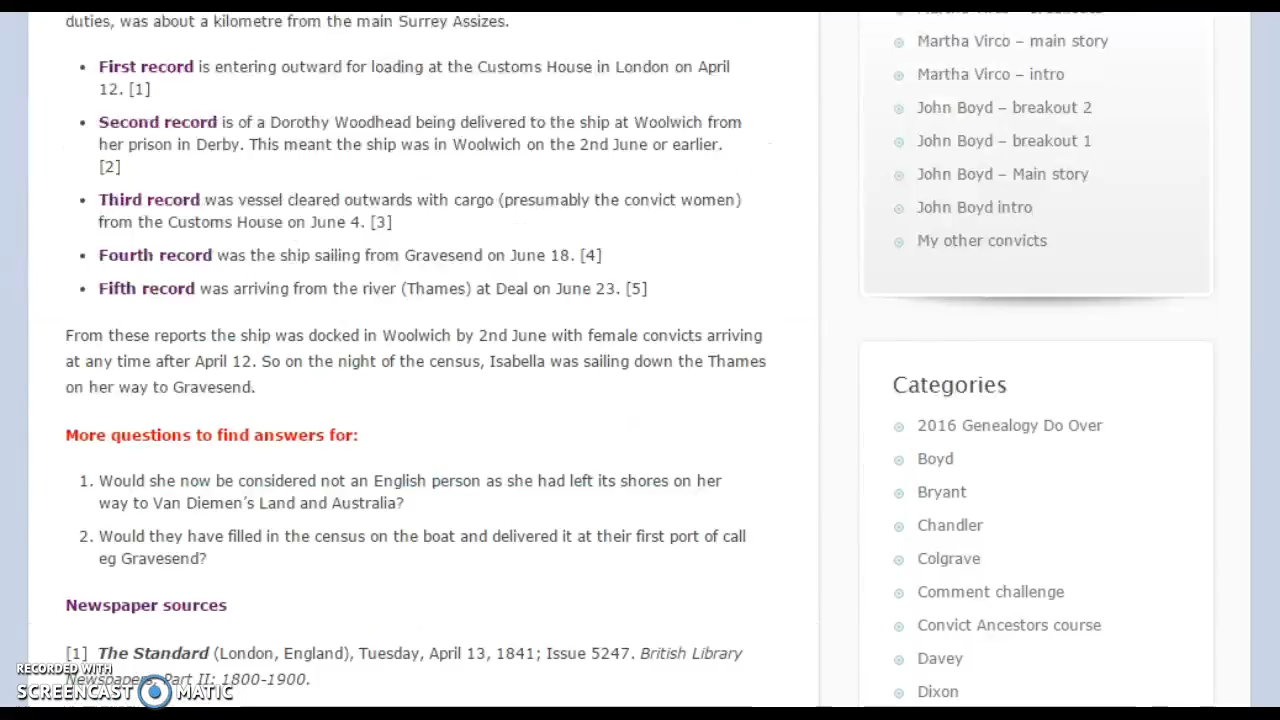 duties, was about a kilometre from the main Surrey Assizes.
First record is entering outward for loading at the Customs House in London on April
12. [1]
Second record is of a Dorothy Woodhead being delivered to the ship at Woolwich from
her prison in Derby. This meant the ship was in Woolwich on the 2nd June or earlier.
[2]
Third record was vessel cleared outwards with cargo (presumably the convict women)
from the Customs House on June 4. [3]
Fourth record was the ship sailing from Gravesend on June 18. [4]
Fifth record was arriving from the river (Thames) at Deal on June 23. [5]
From these reports the ship was docked in Woolwich by 2nd June with female convicts arriving
at any time after April 12. So on the night of the census, Isabella was sailing down the Thames
on her way to Gravesend.
More questions to find answers for:
1. Would she now be considered not an English person as she had left its shores on her
way to Van Diemen's Land and Australia?
2. Would they have filled in the census on the boat and delivered it at their first port of call
eg Gravesend?
Newspaper sources
[1] The Standard (London, England), Tuesday, April 13, 1841; Issue 5247. British Library
Newspapers, Part II: 1800-1900.
Martha Virco – main story
Martha Virco – intro
John Boyd – breakout 2
John Boyd – breakout 1
John Boyd – Main story
John Boyd intro
My other convicts
Categories
2016 Genealogy Do Over
Boyd
Bryant
Chandler
Colgrave
Comment challenge
Convict Ancestors course
Davey
Dixon
RECORDED WITH
SCREENCAST MATIC